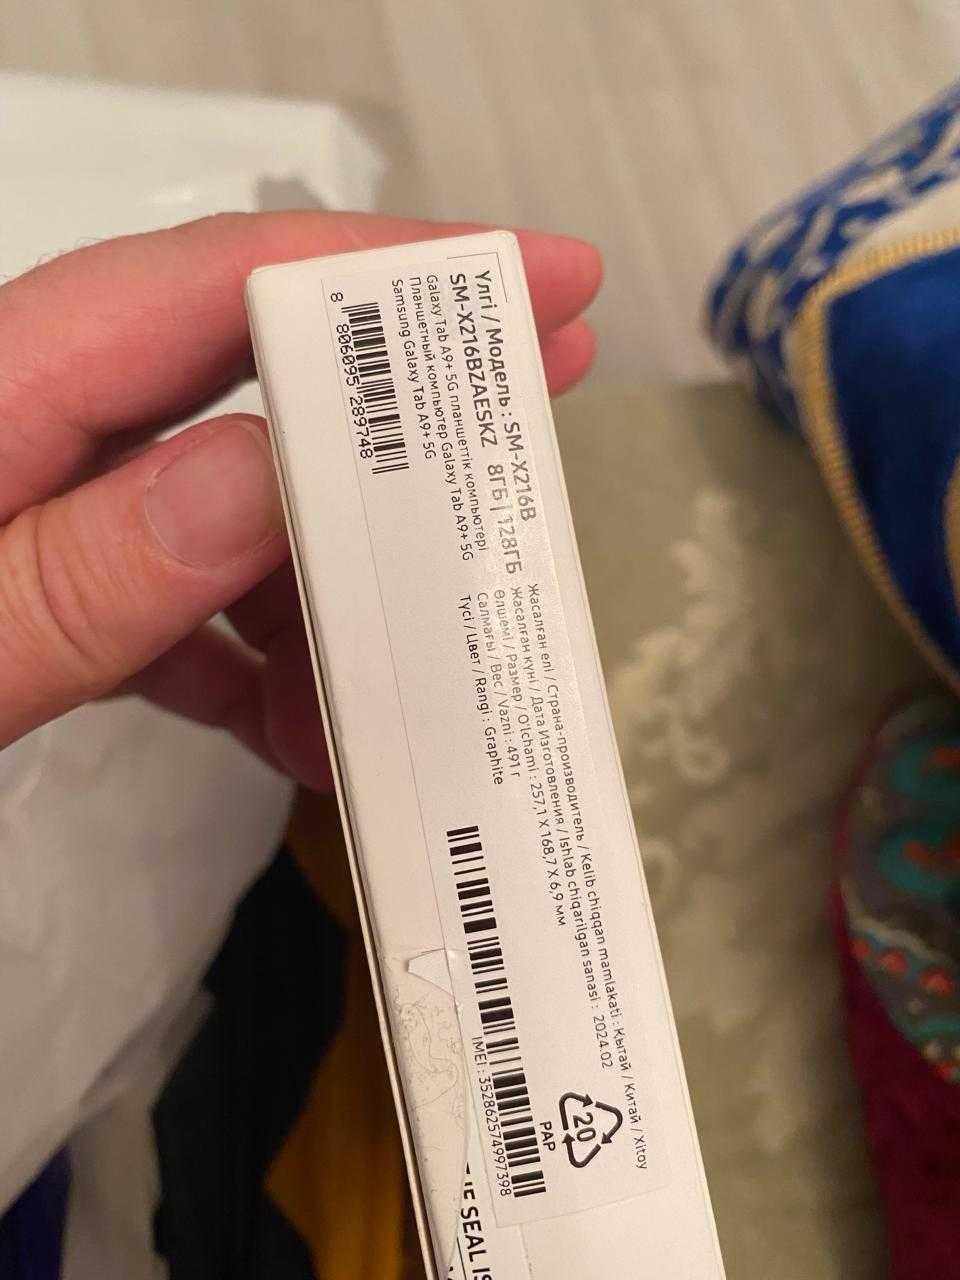 Үлгі / Модель : SM-X216B
SM-X216BZAESKZ 8ГБ | 128ГБ
Galaxy Tab A9+ 5G планшеттік компьютері
Планшетный компьютер Galaxy Tab A9+ 5G
Samsung Galaxy Tab A9+ 5G
8 806095 289748
Жасалған елі / Страна-производитель / Kelib chiqqan mamlakati : Қытай / Китай / Xitoy
Жасалған күні / Дата Изготовления / Ishlab chiqarilgan sanasi : 2024.02
Өлшемі / Размер / O'lchami : 257,1 X 168,7 X 6,9 мм
Салмағы / Вес / Vazni : 491 г
Түсі / Цвет / Rangi : Graphite
IMEI : 352862574997398
20
PAP
IF SEAL IS